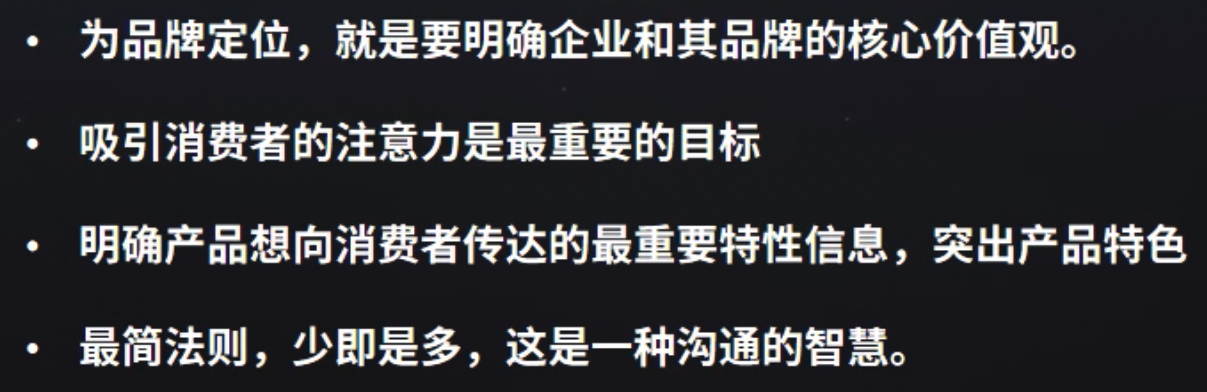 • 为品牌定位，就是要明确企业和其品牌的核心价值观。
• 吸引消费者的注意力是最重要的目标
• 明确产品想向消费者传达的最重要特性信息，突出产品特色
• 最简法则，少即是多，这是一种沟通的智慧。